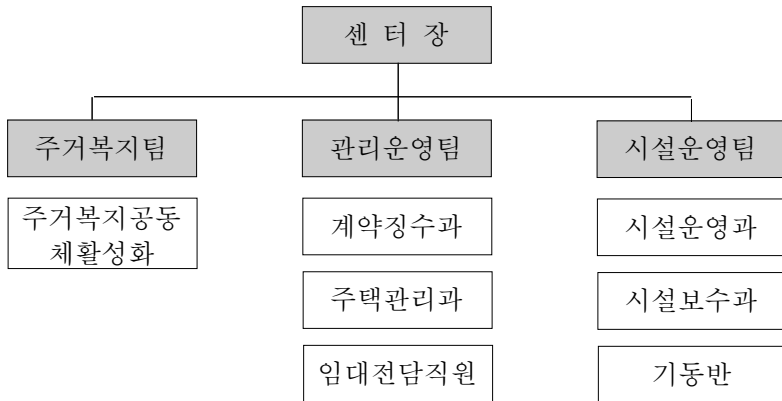 센 터 장
주거복지팀
관리운영팀
시설운영팀
주거복지공동
체활성화
계약징수과
시설운영과
주택관리과
시설보수과
임대전담직원
기동반